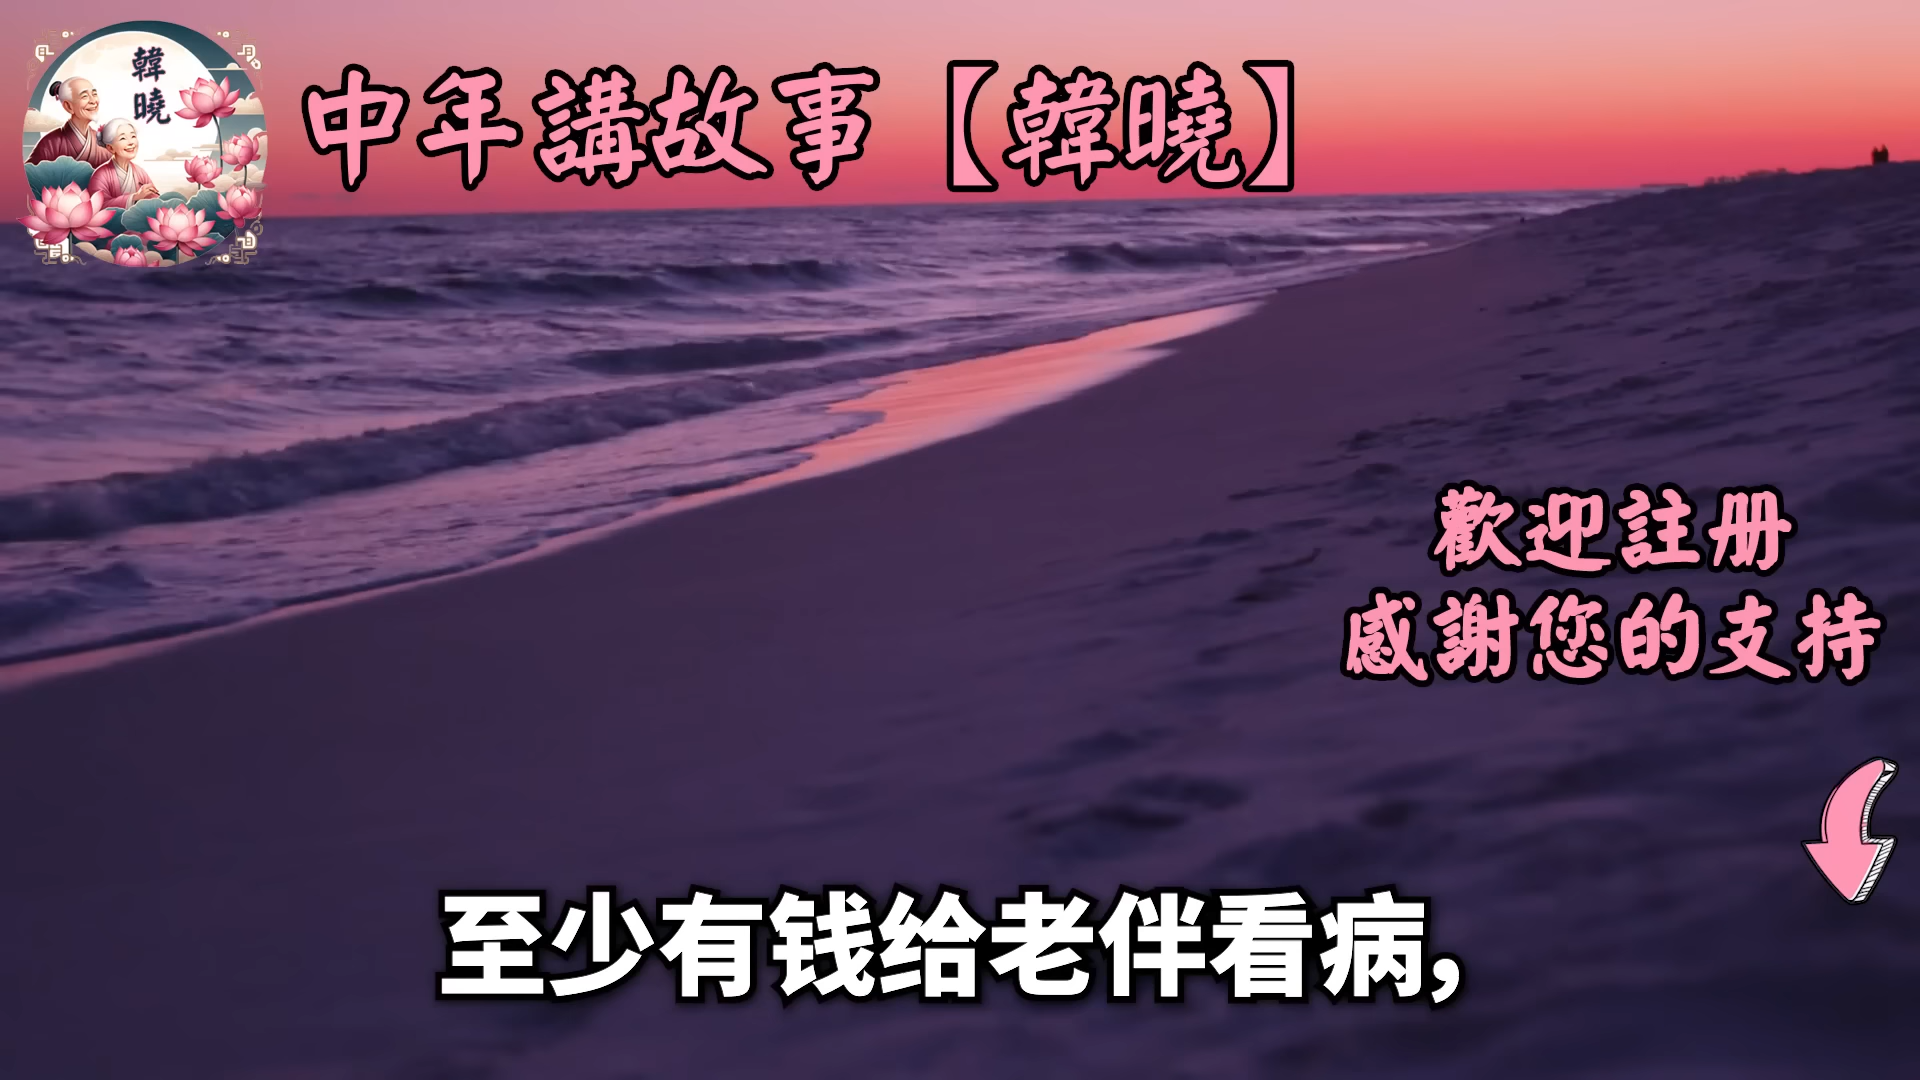 韓
曉
中年講故事【韓曉】
歡迎註册
感謝您的支持
至少有钱给老伴看病,